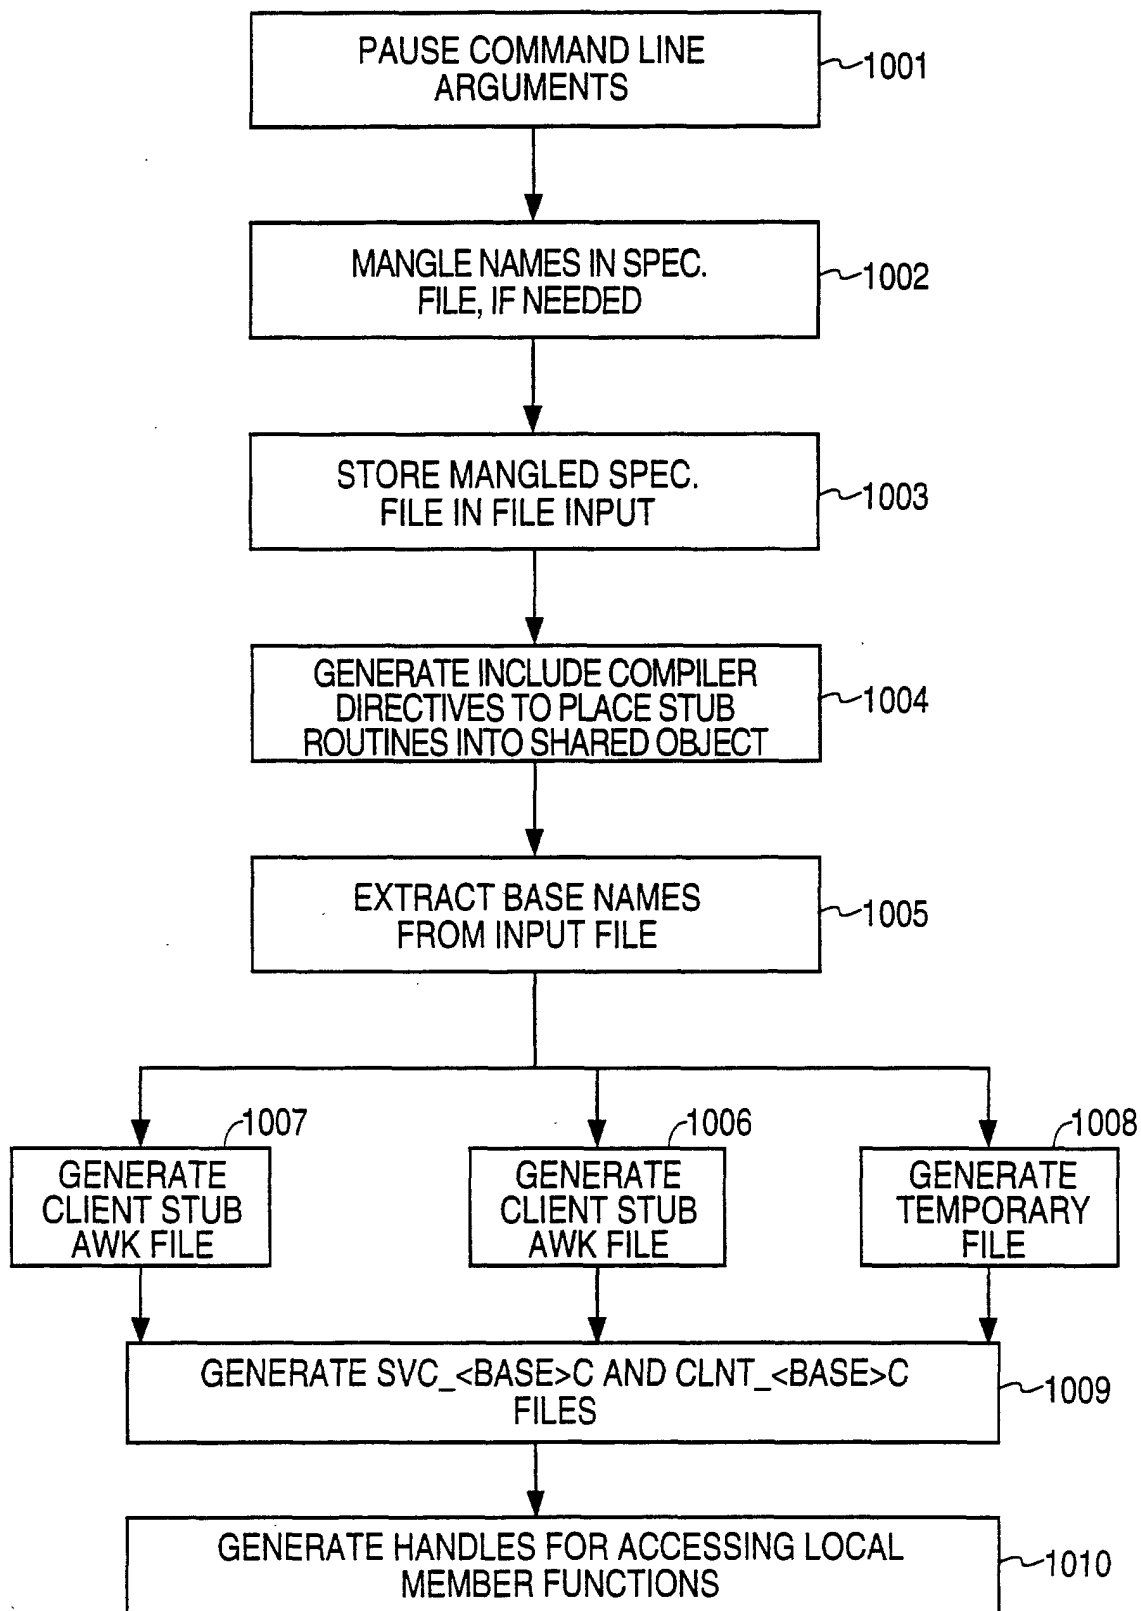 PAUSE COMMAND LINE
ARGUMENTS
1001
MANGLE NAMES IN SPEC.
FILE, IF NEEDED
1002
STORE MANGLED SPEC.
FILE IN FILE INPUT
1003
GENERATE INCLUDE COMPILER
DIRECTIVES TO PLACE STUB
ROUTINES INTO SHARED OBJECT
1004
EXTRACT BASE NAMES
FROM INPUT FILE
1005
1007
GENERATE
CLIENT STUB
AWK FILE
1006
GENERATE
CLIENT STUB
AWK FILE
1008
GENERATE
TEMPORARY
FILE
GENERATE SVC_<BASE>C AND CLNT_<BASE>C
FILES
1009
GENERATE HANDLES FOR ACCESSING LOCAL
MEMBER FUNCTIONS
1010